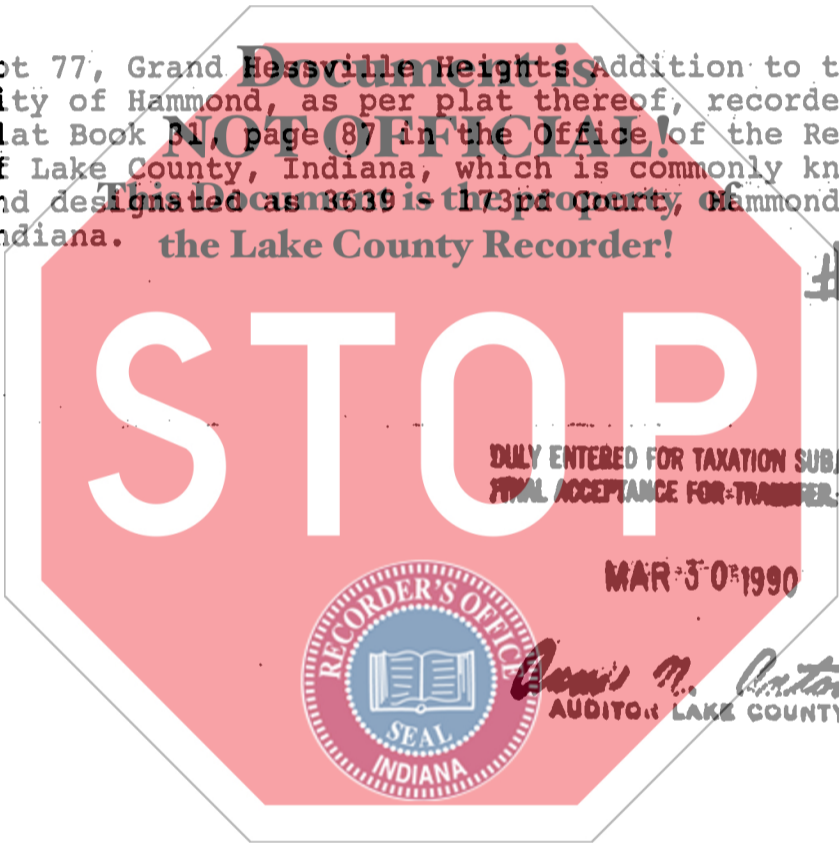 ot 77, Grand Hessville Heights Addition to t
ity of Hammond, as per plat thereof, recorde
lat Book 31, page 87 in the Office of the Re
f Lake County, Indiana, which is commonly kn
nd designated as 3639 - 173rd Court, Hammond
ndiana.
Document is
NOT OFFICIAL!
This Document is the property of
the Lake County Recorder!
STOP
DULY ENTERED FOR TAXATION SUBJ
FINAL ACCEPTANCE FOR TRANSFER
MAR 30 1990
AUDITOR LAKE COUNTY
RECORDER'S OFFICE
SEAL
INDIANA